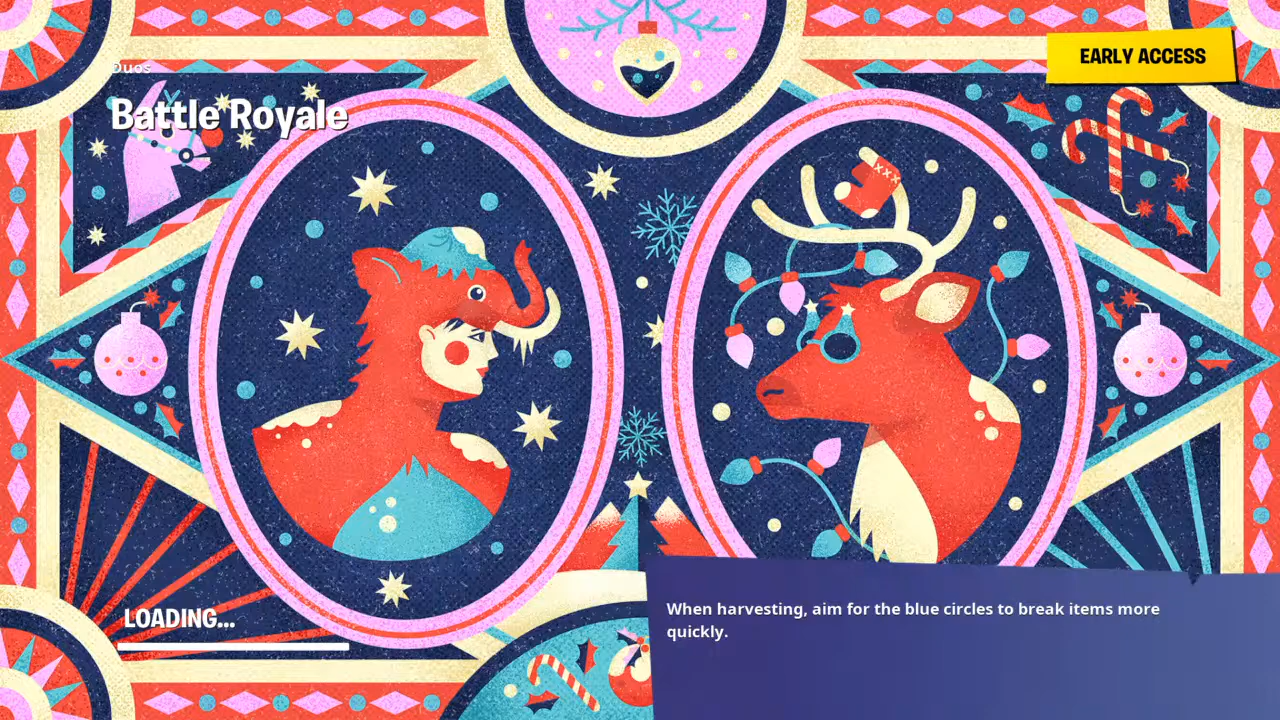 Duos
Battle Royale
EARLY ACCESS
LOADING...
When harvesting, aim for the blue circles to break items more
quickly.